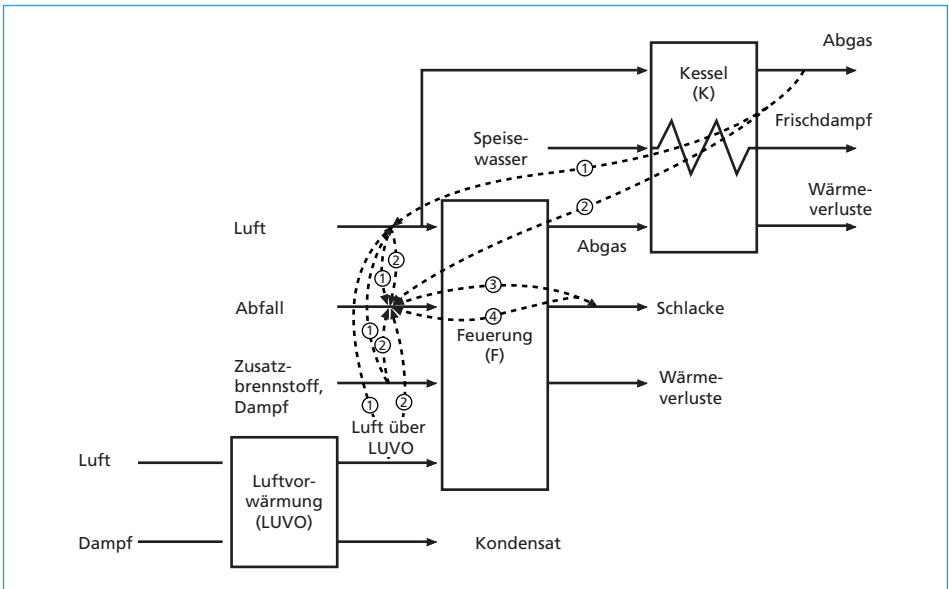 Abgas
Kessel
(K)
Frischdampf
Speise-
wasser
①
Wärme-
verluste
②
Luft
Abgas
②
①
③
Abfall
Schlacke
④
Feuerung
(F)
①
②
Zusatz-
brennstoff,
Dampf
Wärme-
verluste
①
②
Luft über
LUVO
Luft
Luftvor-
wärmung
(LUVO)
Dampf
Kondensat